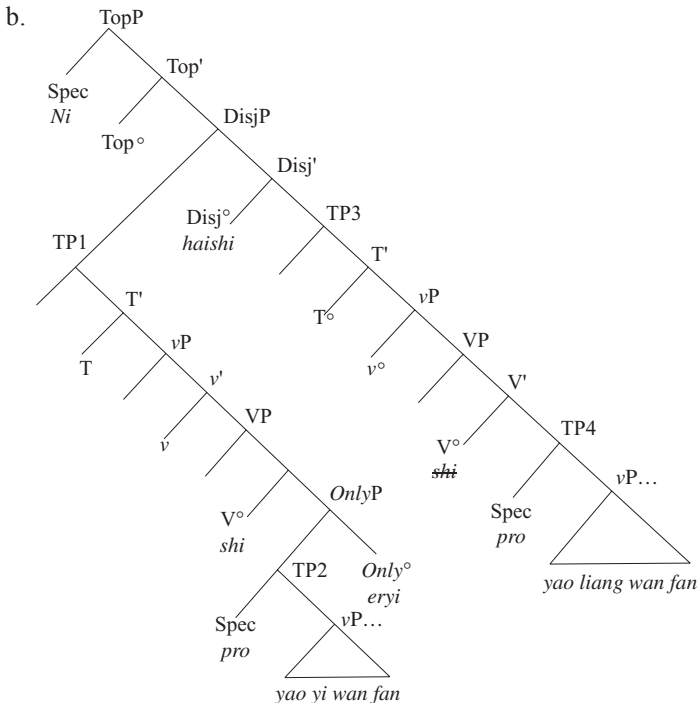 b.
TopP
Top'
Spec
Ni
Top°
DisjP
Disj'
Disj°
haishi
TP3
TP1
T'
T'
T°
vP
T
vP
v°
VP
v'
V'
v
VP
V°
shi
TP4
V°
shi
OnlyP
Spec
pro
vP…
TP2
Only°
eryi
yao liang wan fan
Spec
pro
vP…
yao yi wan fan